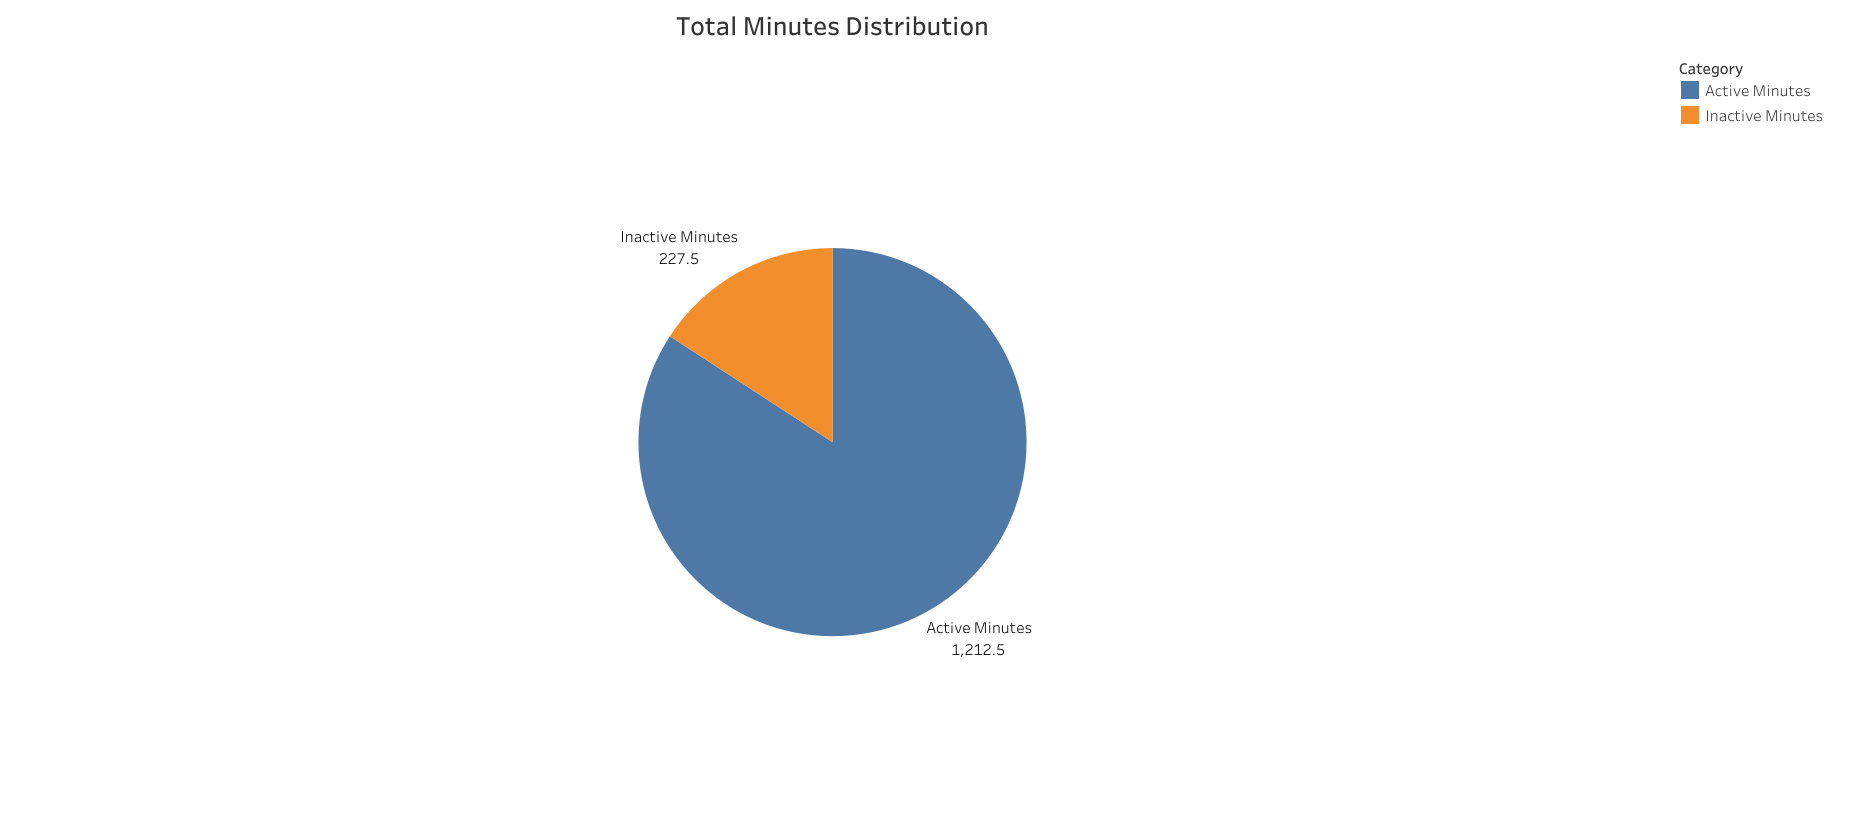 Total Minutes Distribution
Category
Active Minutes
Inactive Minutes
Inactive Minutes
227.5
Active Minutes
1,212.5